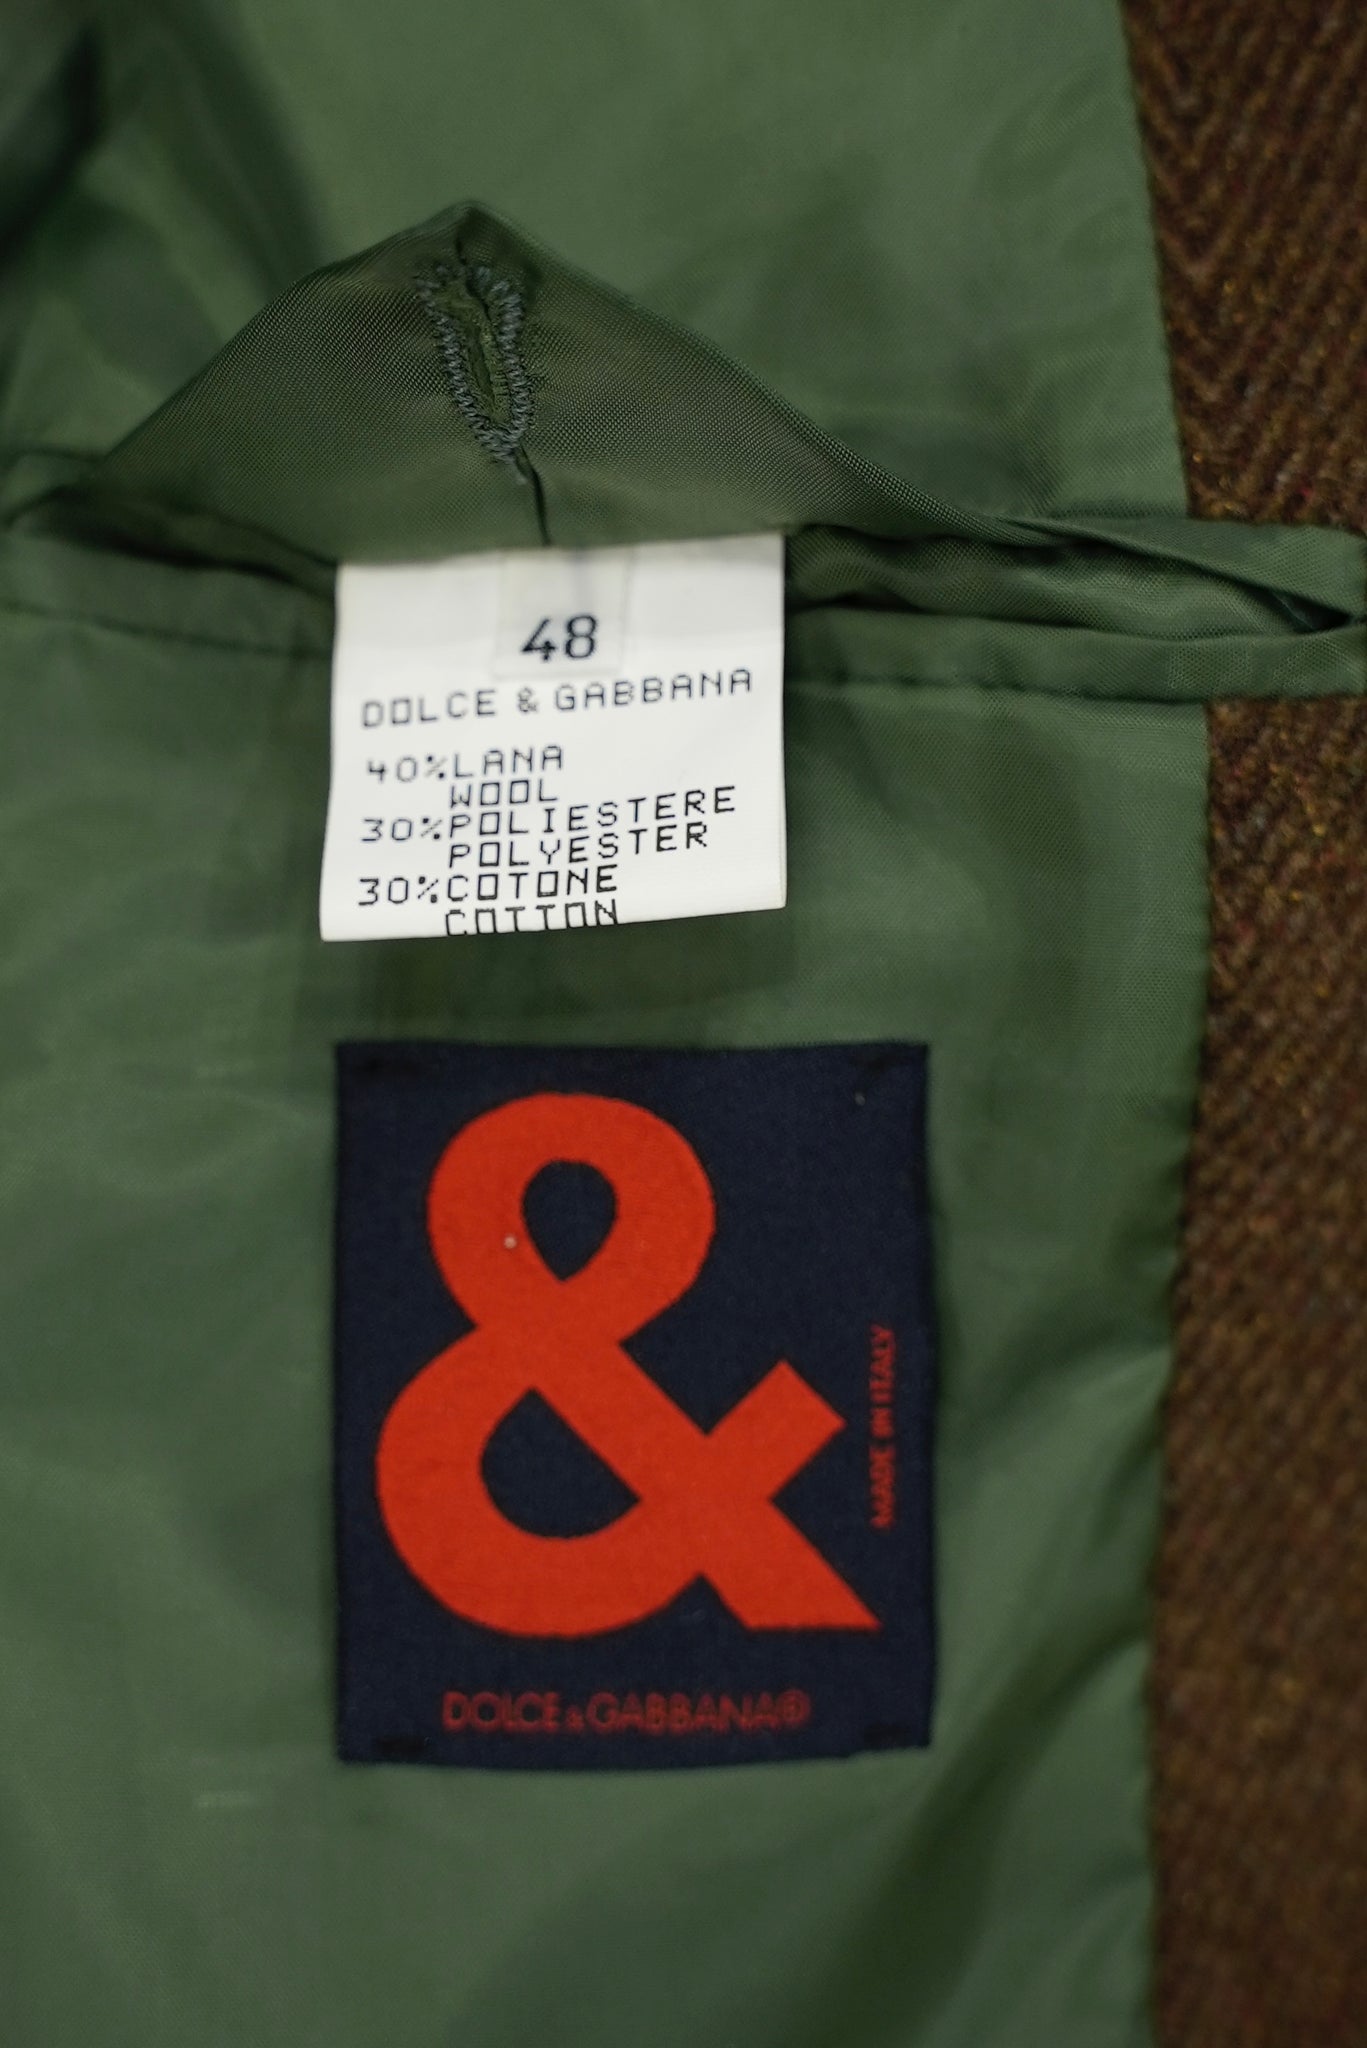 48
DOLCE & GABBANA
40%LANA
WOOL
30%POLIESTERE
POLYESTER
30%COTONE
COTTON
&
MADE IN ITALY
DOLCE & GABBANA®